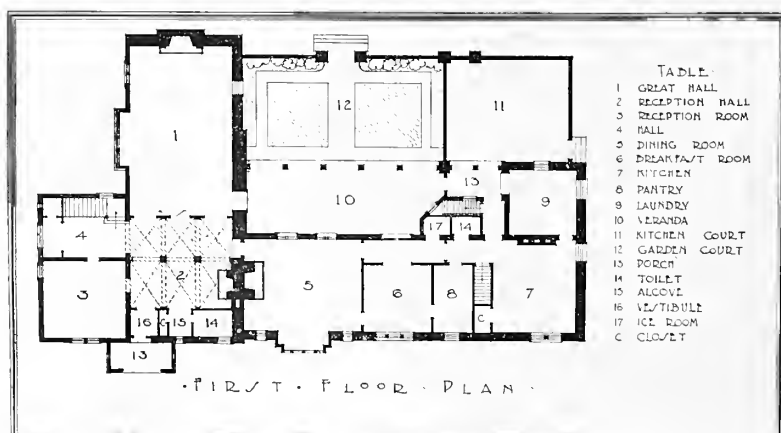 1
2
3
4
5
6
7
8
9
10
11
12
13
13
14
14
15
16
17
C
C
TABLE
1 GREAT HALL
2 RECEPTION HALL
3 RECEPTION ROOM
4 HALL
5 DINING ROOM
6 BREAKFAST ROOM
7 KITCHEN
8 PANTRY
9 LAUNDRY
10 VERANDA
11 KITCHEN COURT
12 GARDEN COURT
13 PORCH
14 TOILET
15 ALCOVE
16 VESTIBULE
17 ICE ROOM
C CLOSET
· FIRST · FLOOR · PLAN ·